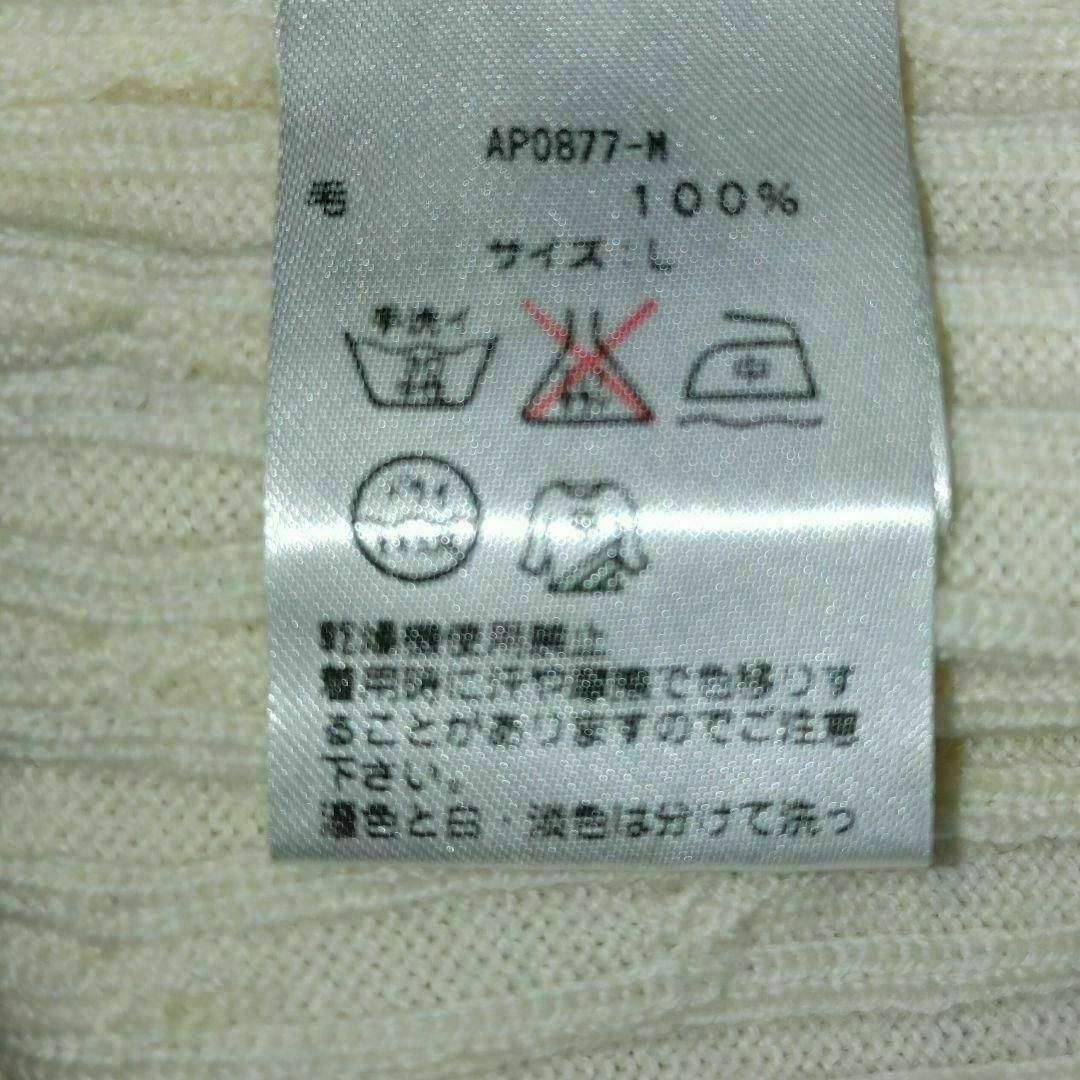 AP0877-M
毛 100%
サイズ:L
手洗イ
中
ドライ
乾燥機使用禁止
着用時に汗や摩擦で色移りす
ることがありますのでご注意
下さい。
濃色と白・淡色は分けて洗っ